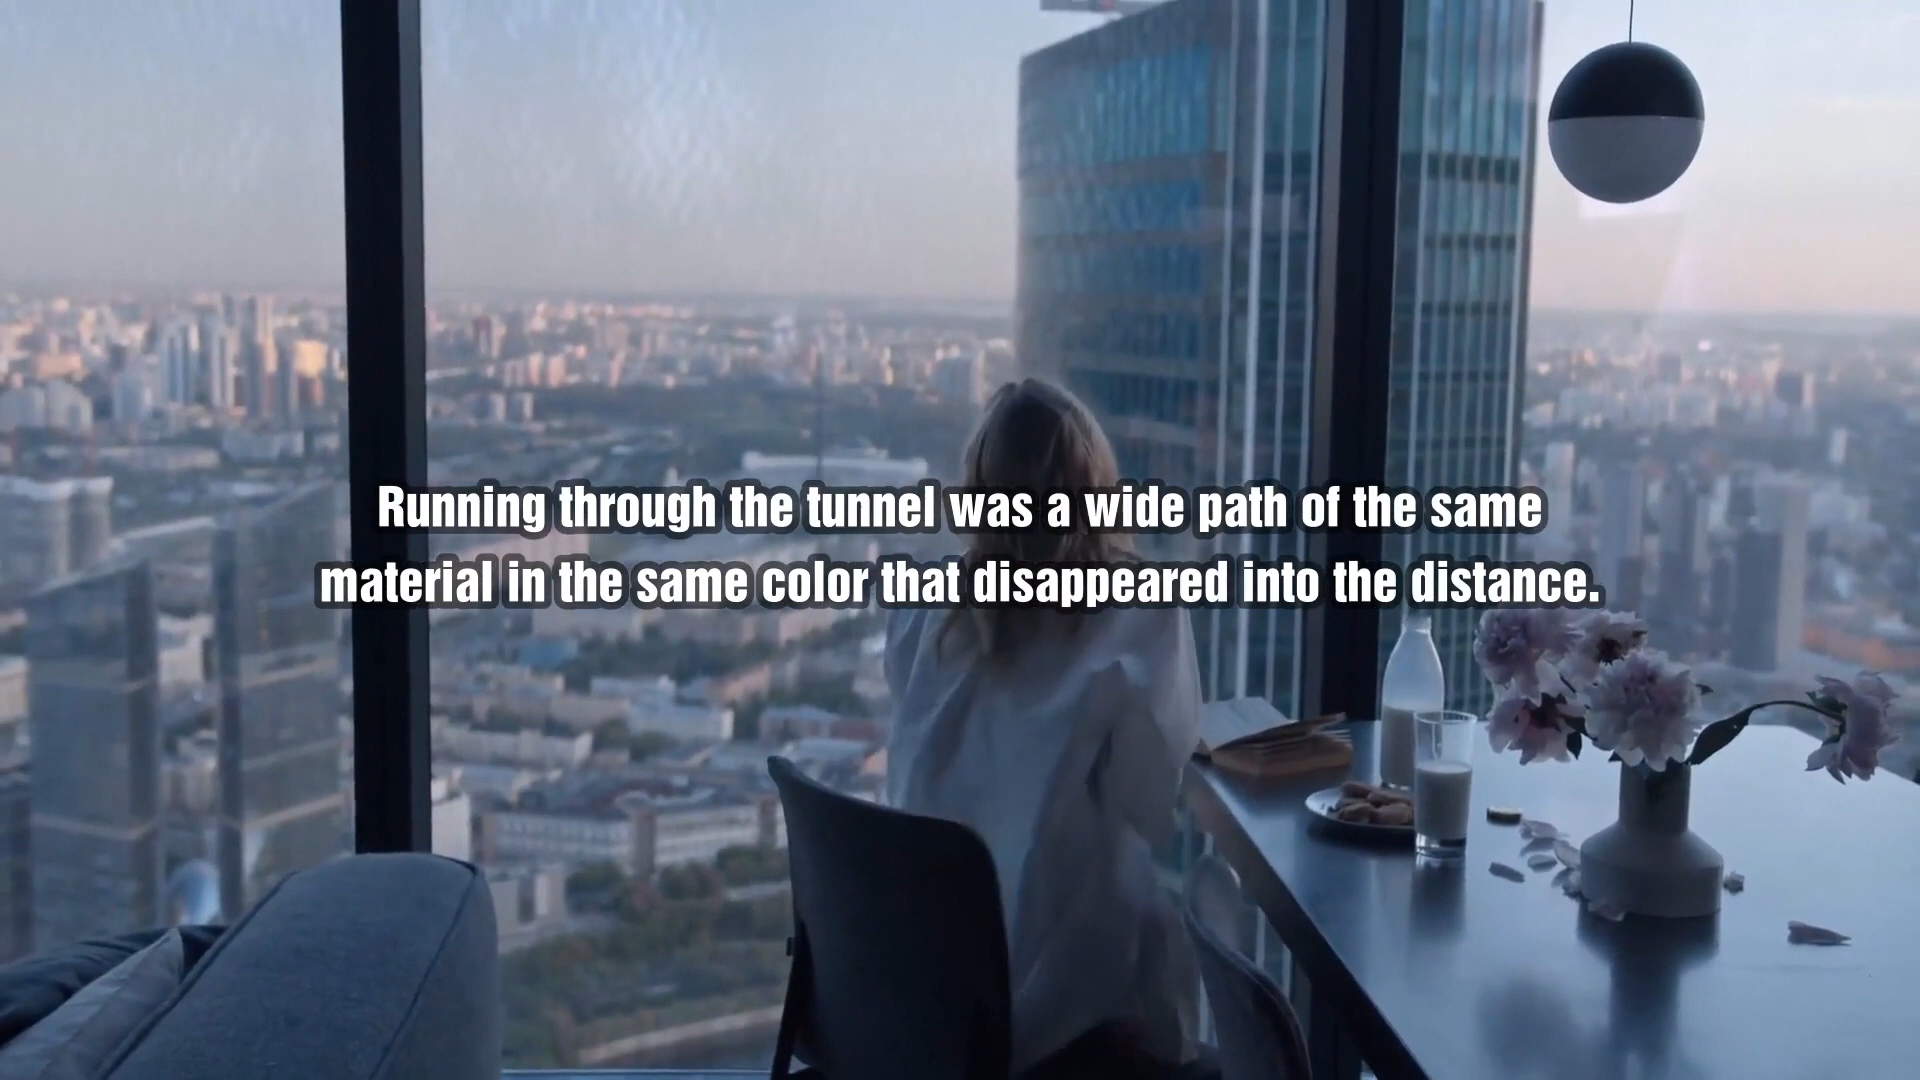 Running through the tunnel was a wide path of the same
material in the same color that disappeared into the distance.